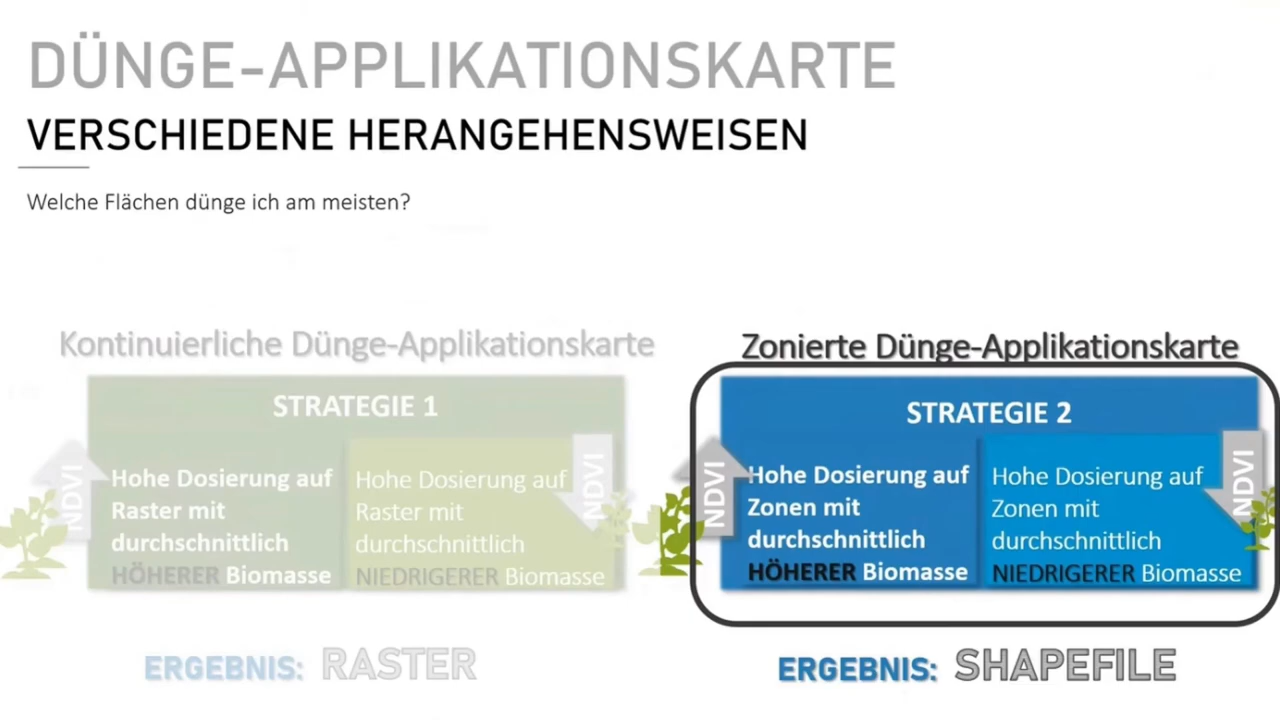 DÜNGE-APPLIKATIONSKARTE
VERSCHIEDENE HERANGEHENSWEISEN
Welche Flächen dünge ich am meisten?
Kontinuierliche Dünge-Applikationskarte
STRATEGIE 1
NDVI
Hohe Dosierung auf
Raster mit
durchschnittlich
HÖHERER Biomasse
Hohe Dosierung auf
Raster mit
durchschnittlich
NIEDRIGERER Biomasse
NDVI
ERGEBNIS: RASTER
Zonierte Dünge-Applikationskarte
STRATEGIE 2
NDVI
Hohe Dosierung auf
Zonen mit
durchschnittlich
HÖHERER Biomasse
Hohe Dosierung auf
Zonen mit
durchschnittlich
NIEDRIGERER Biomasse
NDVI
ERGEBNIS: SHAPEFILE